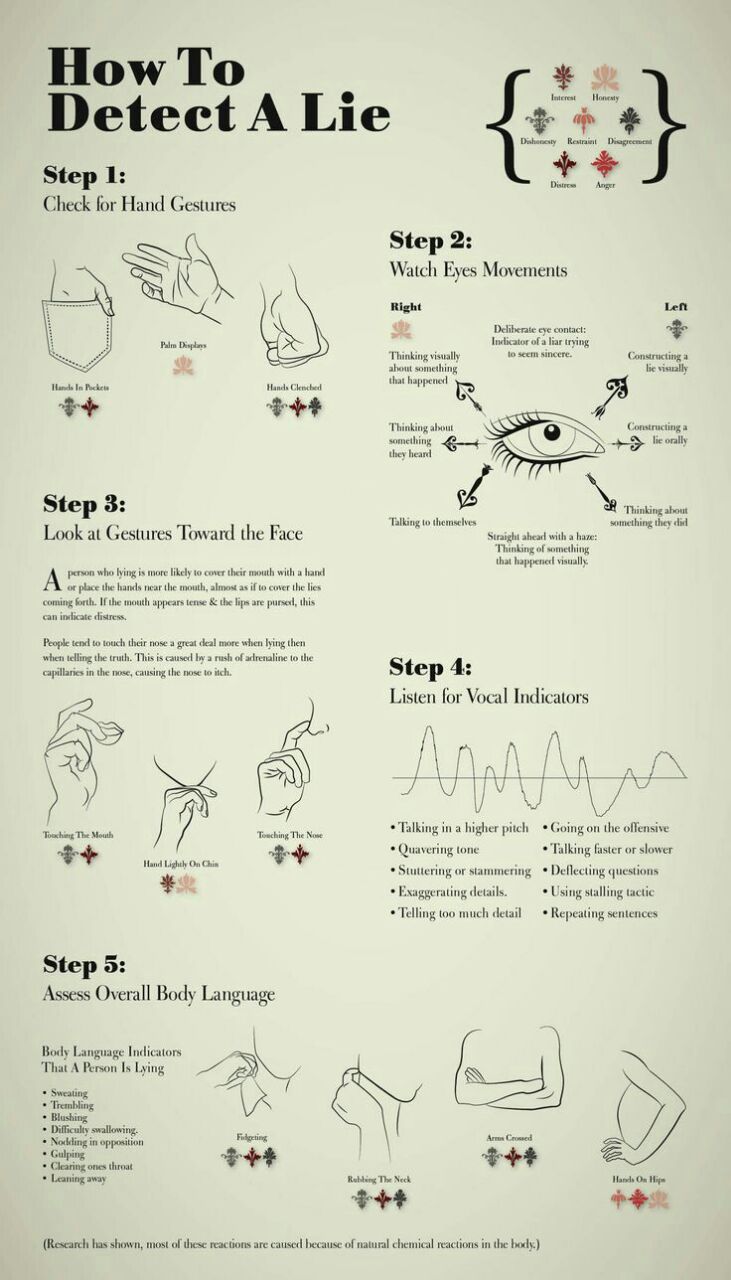 How To
Detect A Lie
Interest Honesty
Dishonesty Restraint Disagreement
Distress Anger
Step 1:
Check for Hand Gestures
Hands In Pockets
Palm Displays
Hands Clenched
Step 2:
Watch Eyes Movements
Right
Left
Deliberate eye contact:
Indicator of a liar trying
to seem sincere.
Thinking visually
about something
that happened
Constructing a
lie visually
Thinking about
something
they heard
Constructing a
lie orally
Talking to themselves
Thinking about
something they did
Straight ahead with a haze:
Thinking of something
that happened visually.
Step 3:
Look at Gestures Toward the Face
A person who lying is more likely to cover their mouth with a hand
or place the hands near the mouth, almost as if to cover the lies
coming forth. If the mouth appears tense & the lips are pursed, this
can indicate distress.
People tend to touch their nose a great deal more when lying then
when telling the truth. This is caused by a rush of adrenaline to the
capillaries in the nose, causing the nose to itch.
Touching The Mouth
Hand Lightly On Chin
Touching The Nose
Step 4:
Listen for Vocal Indicators
• Talking in a higher pitch
• Quavering tone
• Stuttering or stammering
• Exaggerating details.
• Telling too much detail
• Going on the offensive
• Talking faster or slower
• Deflecting questions
• Using stalling tactic
• Repeating sentences
Step 5:
Assess Overall Body Language
Body Language Indicators
That A Person Is Lying
• Sweating
• Trembling
• Blushing
• Difficulty swallowing.
• Nodding in opposition
• Gulping
• Clearing ones throat
• Leaning away
Fidgeting
Rubbing The Neck
Arms Crossed
Hands On Hips
(Research has shown, most of these reactions are caused because of natural chemical reactions in the body.)